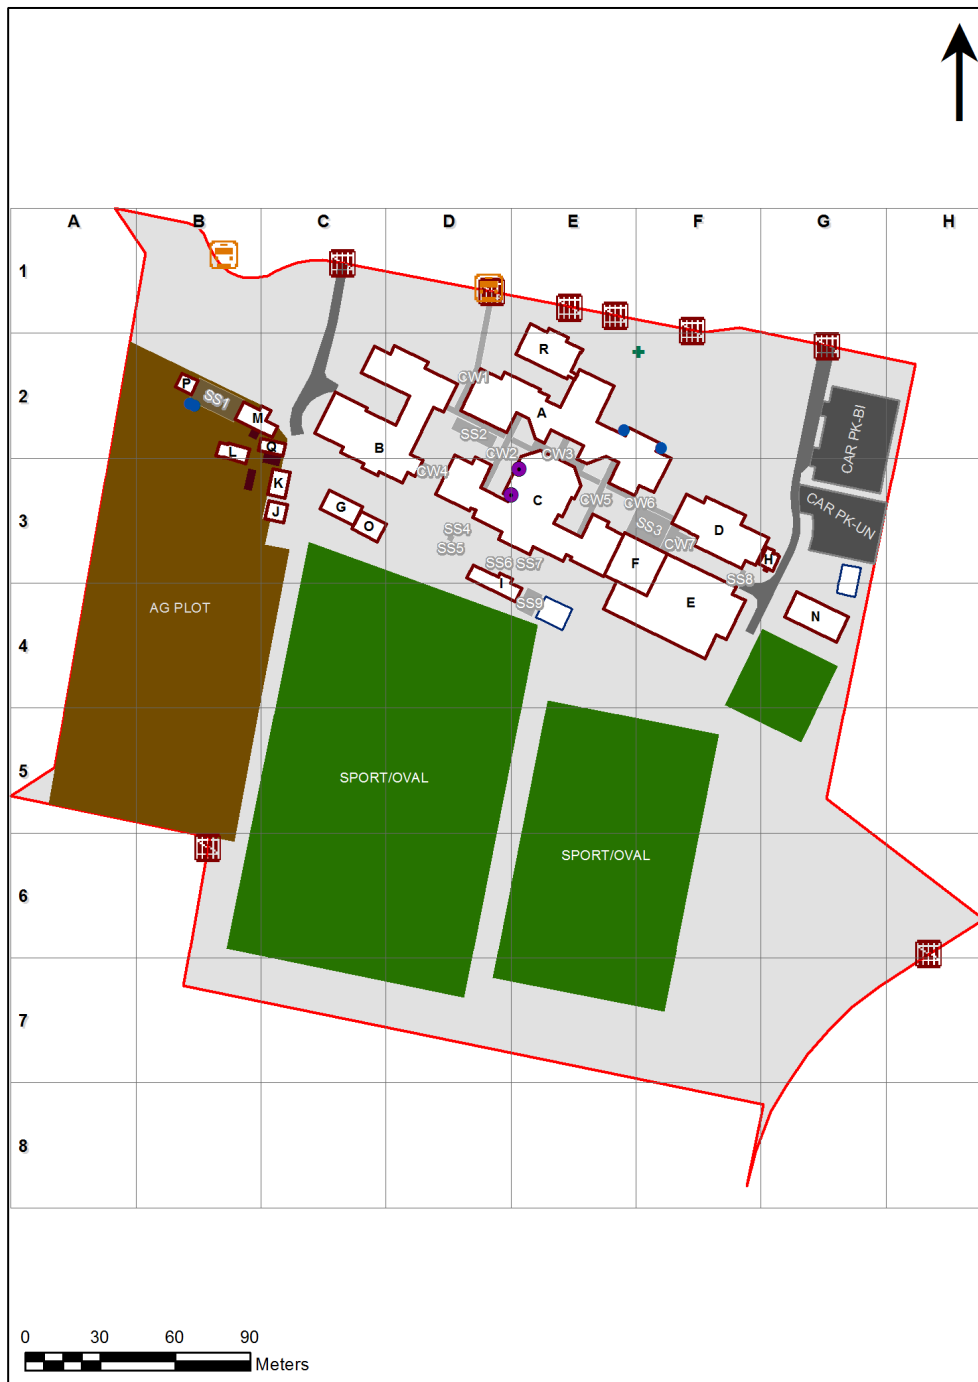 A B C D E F G H
1
R
2
P
SS1
CW1
M
A
CAR PK-BI
SS2
B
Q
L
CW2
CW3
CW4
K
C
CW5
CW6
CAR PK-UN
G
J
O
SS4
SS3
D
3
SS5
CW7
SS6
SS7
F
H
SS8
I
SS9
E
N
AG PLOT
4
5
SPORT/OVAL
SPORT/OVAL
6
7
8
0 30 60 90
Meters